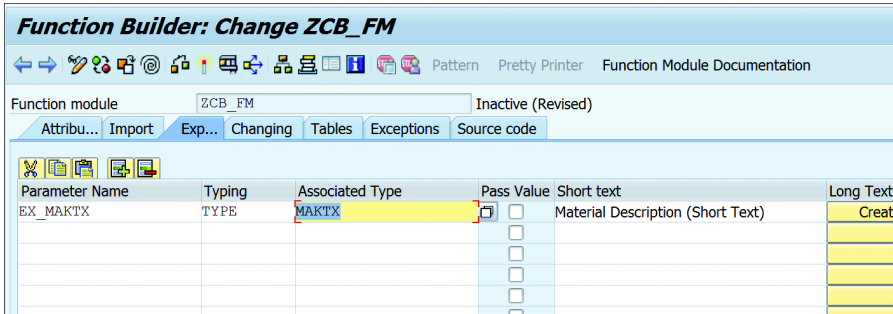 Function Builder: Change ZCB_FM
Pattern Pretty Printer Function Module Documentation
Function module ZCB_FM Inactive (Revised)
Attribu... Import Exp... Changing Tables Exceptions Source code
Parameter Name Typing Associated Type Pass Value Short text Long Text
EX_MAKTX TYPE MAKTX Material Description (Short Text) Creat